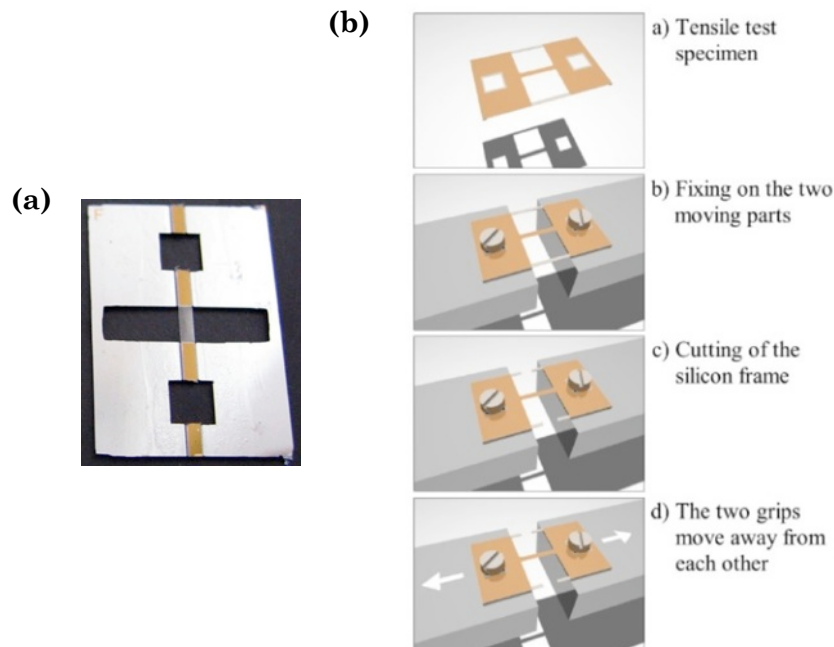 (a)
F
(b)
a) Tensile test
specimen
b) Fixing on the two
moving parts
c) Cutting of the
silicon frame
d) The two grips
move away from
each other